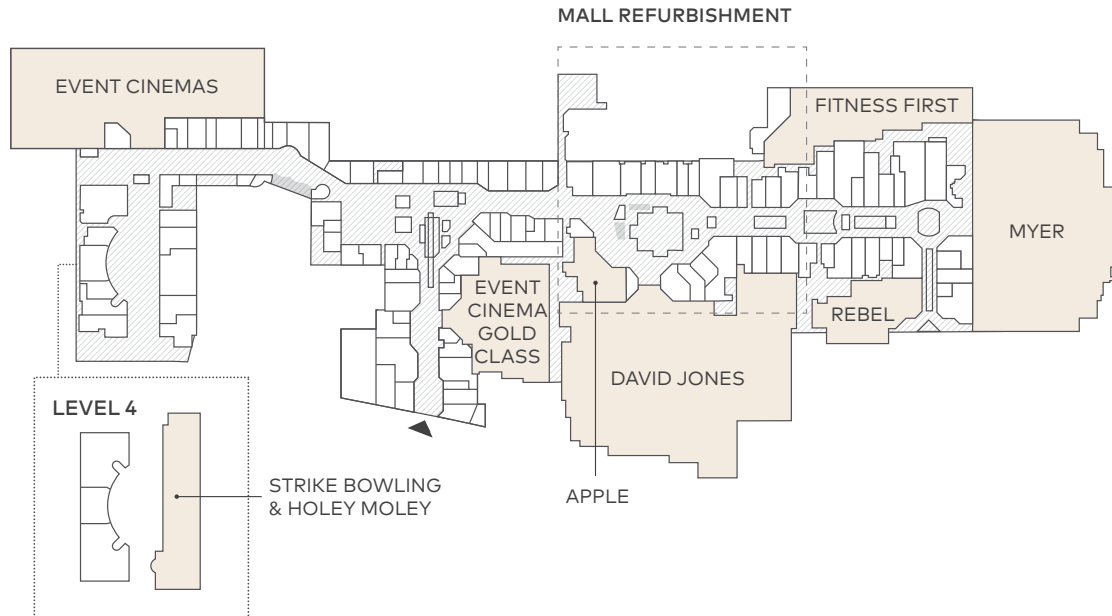 MALL REFURBISHMENT
EVENT CINEMAS
FITNESS FIRST
MYER
EVENT
CINEMA
GOLD
CLASS
REBEL
DAVID JONES
LEVEL 4
STRIKE BOWLING
& HOLEY MOLEY
APPLE